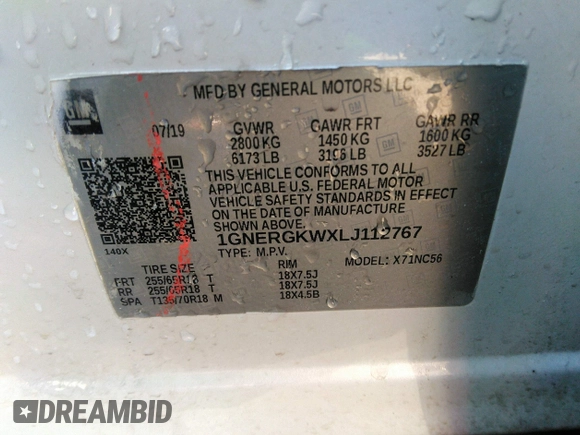 MFD BY GENERAL MOTORS LLC
GM
07/19 GVWR GAWR FRT GAWR RR
2800 KG 1450 KG 1600 KG
6173 LB 3196 LB 3527 LB
THIS VEHICLE CONFORMS TO ALL
APPLICABLE U.S. FEDERAL MOTOR
VEHICLE SAFETY STANDARDS IN EFFECT
ON THE DATE OF MANUFACTURE
SHOWN ABOVE.
1GNERGKWXLJ112767
140X TYPE: M.P.V. MODEL: X71NC56
TIRE SIZE RIM
FRT 255/65R18 T 18X7.5J
RR 255/65R18 T 18X7.5J
SPA T135/70R18 M 18X4.5B
DREAMBID